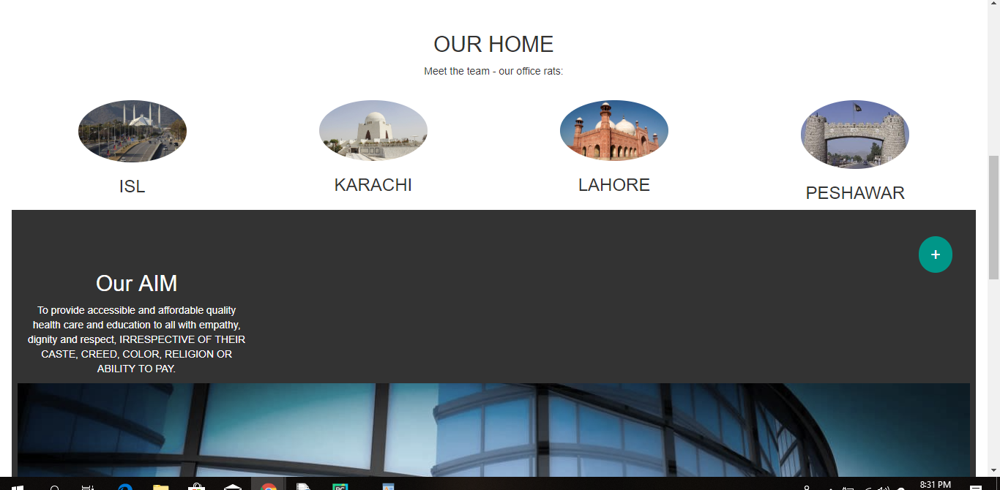 OUR HOME
Meet the team - our office rats:
ISL
KARACHI
LAHORE
PESHAWAR
+
Our AIM
To provide accessible and affordable quality
health care and education to all with empathy,
dignity and respect, IRRESPECTIVE OF THEIR
CASTE, CREED, COLOR, RELIGION OR
ABILITY TO PAY.
PC
8:31 PM